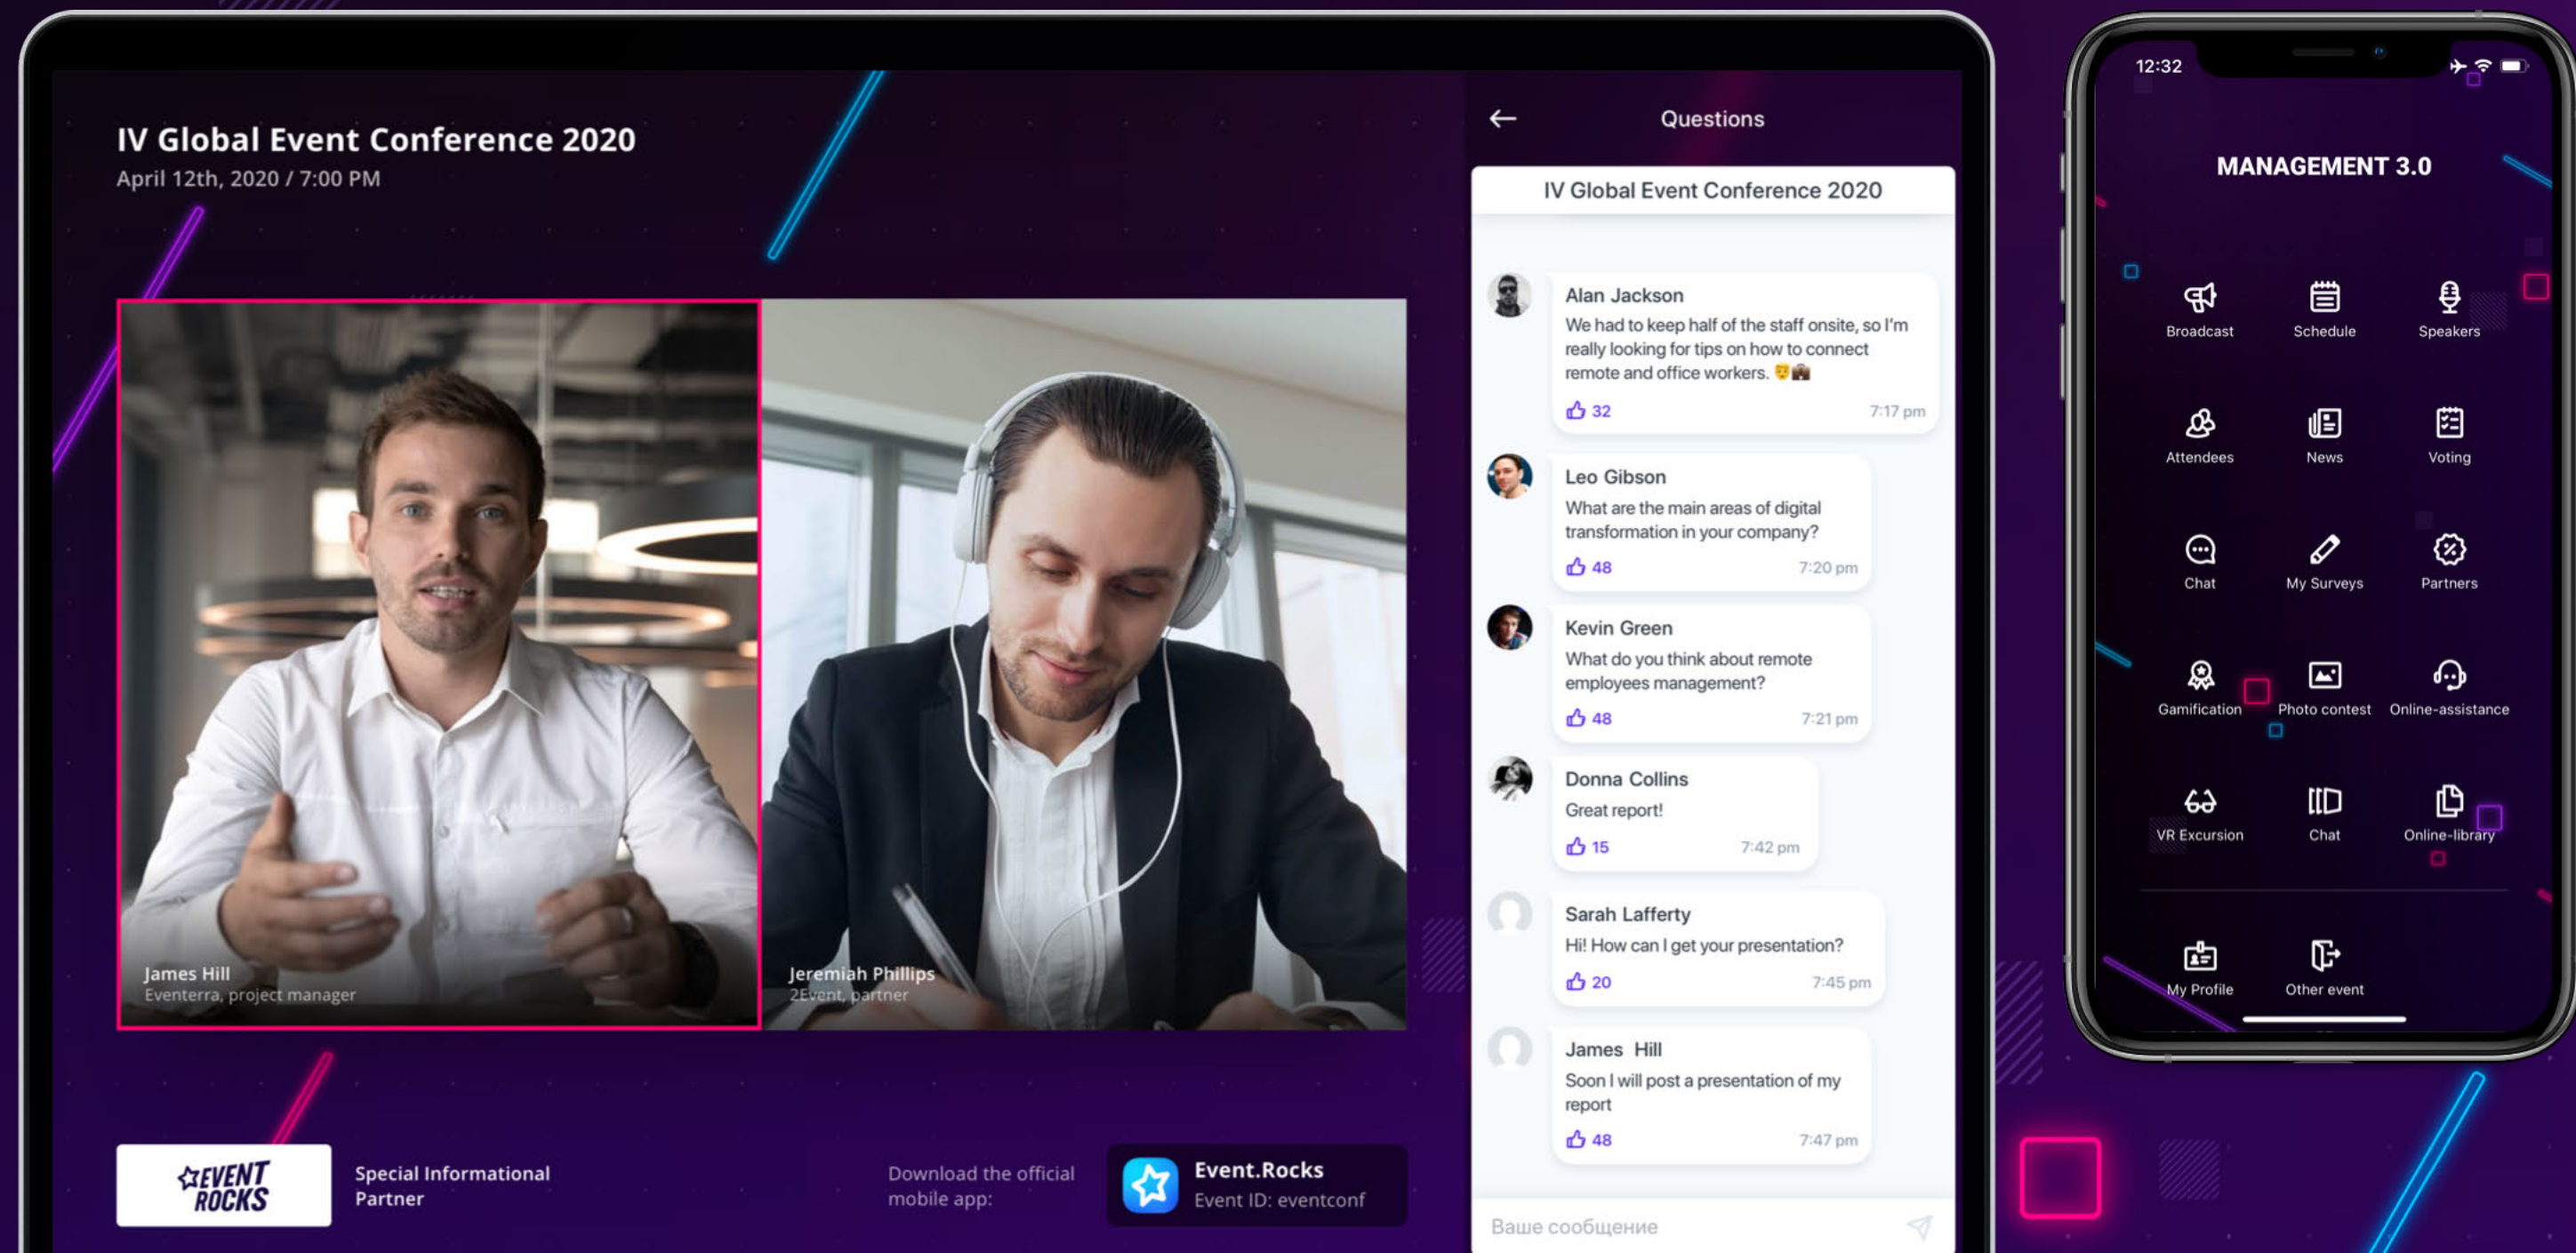 IV Global Event Conference 2020
April 12th, 2020 / 7:00 PM
James Hill
Eventerra, project manager
Jeremiah Phillips
2Event, partner
EVENT
ROCKS
Special Informational
Partner
Download the official
mobile app:
Event.Rocks
Event ID: eventconf
Questions
IV Global Event Conference 2020
Alan Jackson
We had to keep half of the staff onsite, so I'm
really looking for tips on how to connect
remote and office workers.
32 7:17 pm
Leo Gibson
What are the main areas of digital
transformation in your company?
48 7:20 pm
Kevin Green
What do you think about remote
employees management?
48 7:21 pm
Donna Collins
Great report!
15 7:42 pm
Sarah Lafferty
Hi! How can I get your presentation?
20 7:45 pm
James Hill
Soon I will post a presentation of my
report
48 7:47 pm
Ваше сообщение
12:32
MANAGEMENT 3.0
Broadcast Schedule Speakers
Attendees News Voting
Chat My Surveys Partners
Gamification Photo contest Online-assistance
VR Excursion Chat Online-library
My Profile Other event